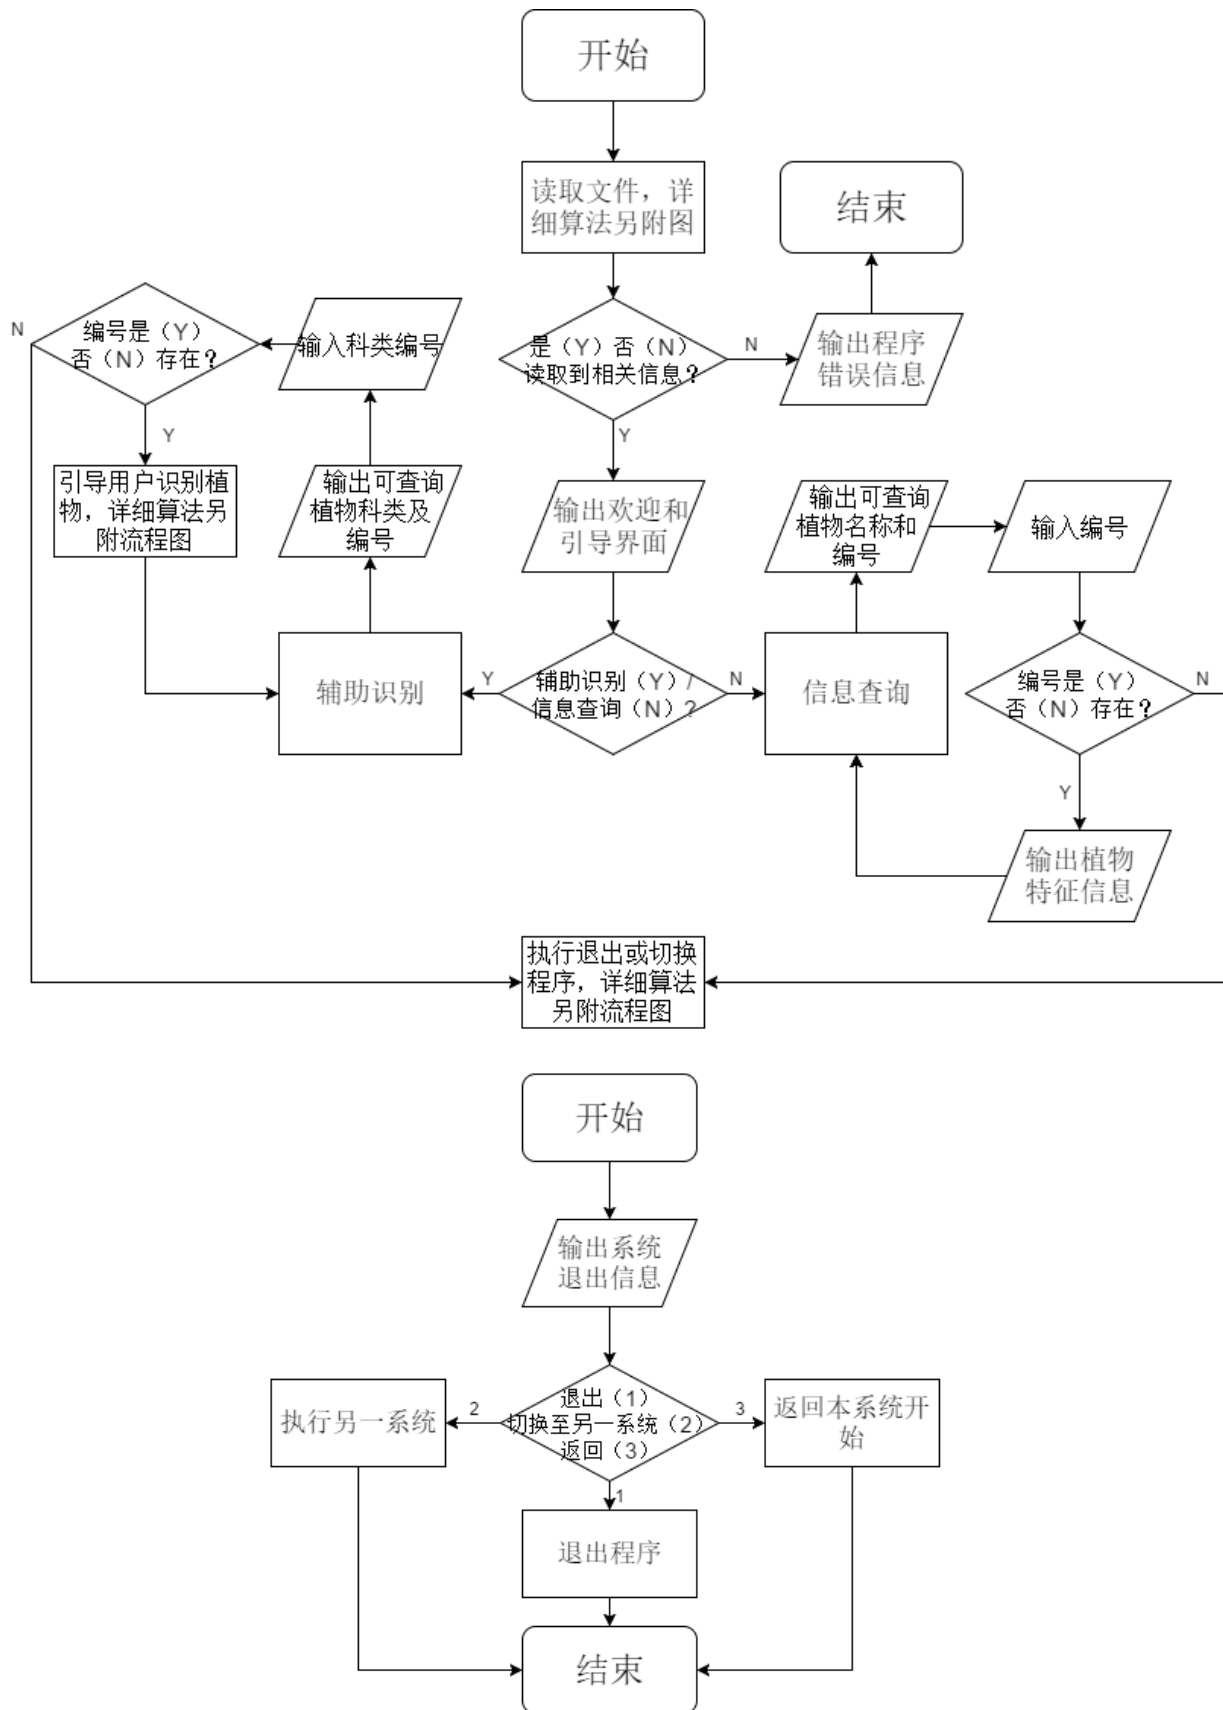 开始
读取文件，详
细算法另附图
结束
N
编号是（Y）
否（N）存在？
输入科类编号
是（Y）否（N）
读取到相关信息？
N
输出程序
错误信息
Y
Y
引导用户识别植
物，详细算法另
附流程图
输出可查询
植物科类及
编号
输出欢迎和
引导界面
输出可查询
植物名称和
编号
输入编号
辅助识别
Y
辅助识别（Y）/
信息查询（N）？
N
信息查询
编号是（Y）
否（N）存在？
N
Y
输出植物
特征信息
执行退出或切换
程序，详细算法
另附流程图
开始
输出系统
退出信息
执行另一系统
2
退出（1）
切换至另一系统（2）
返回（3）
3
返回本系统开
始
1
退出程序
结束